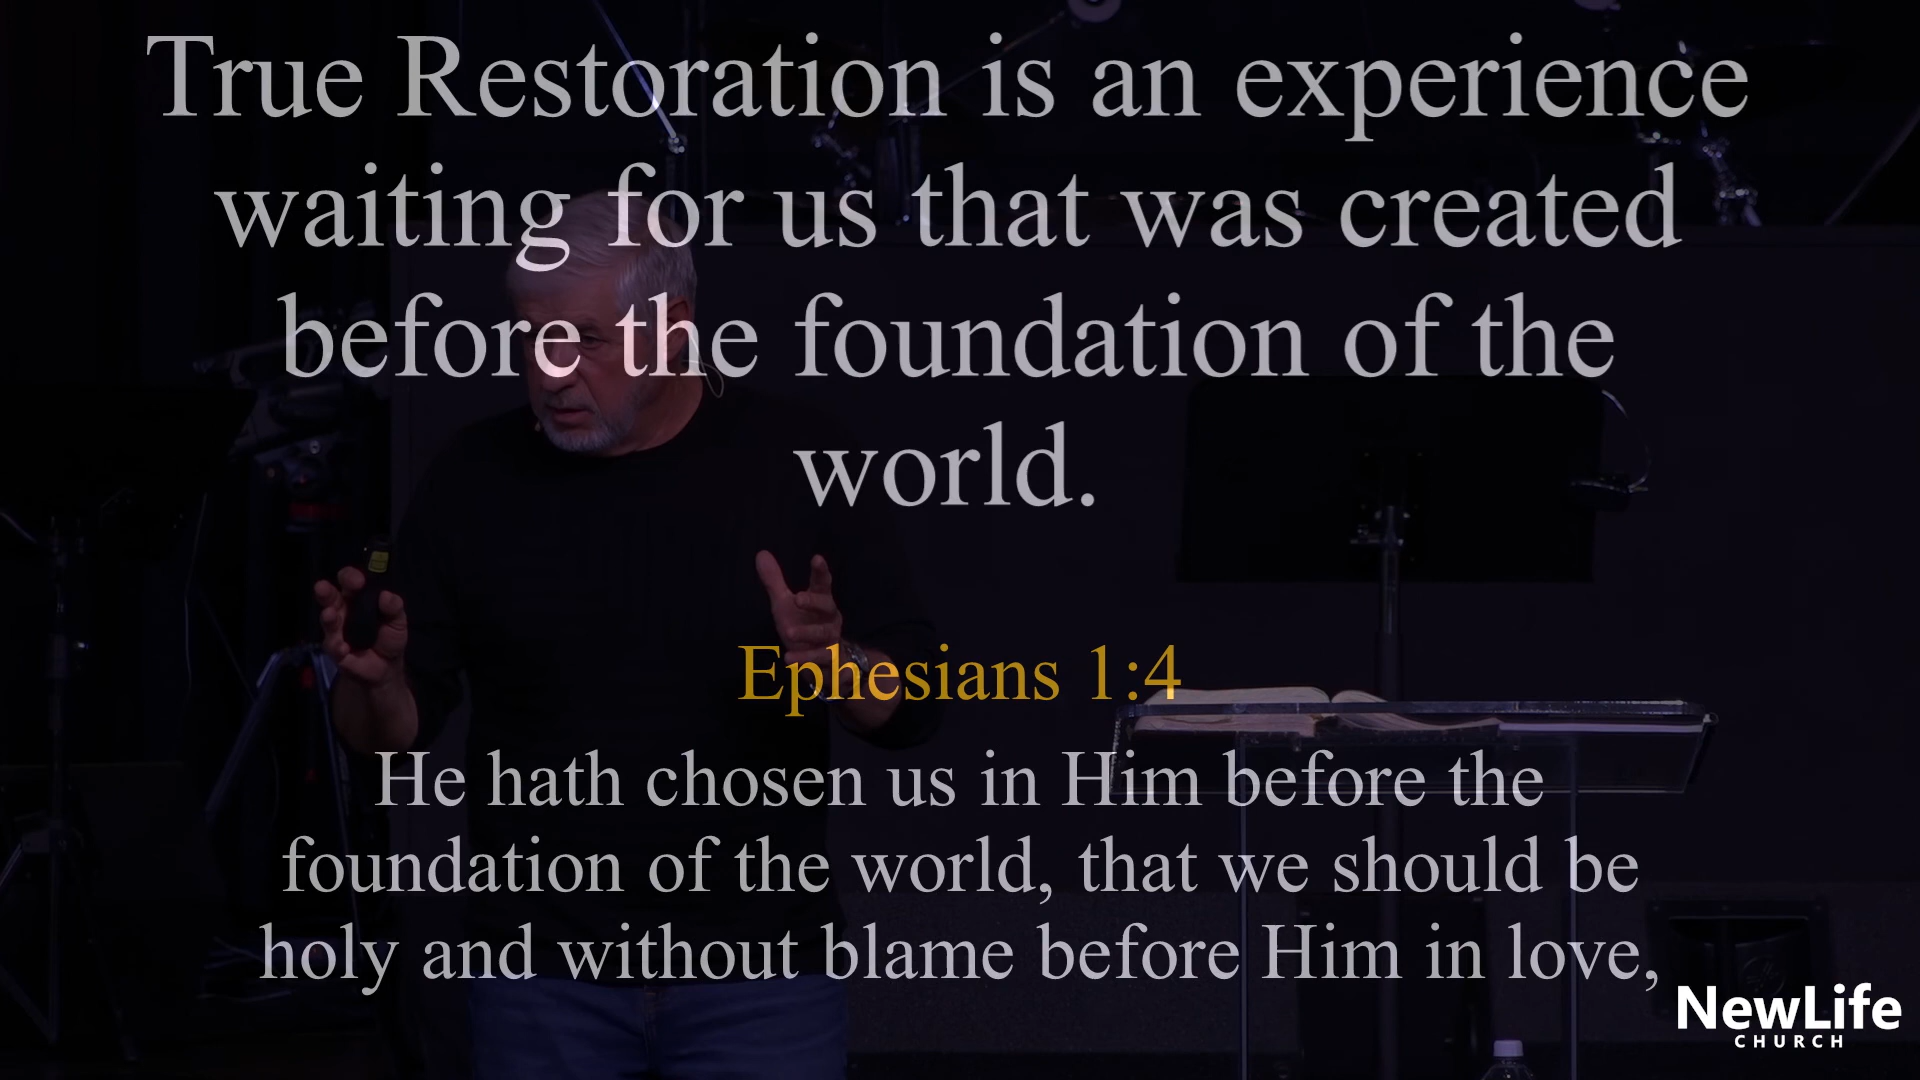 True Restoration is an experience
waiting for us that was created
before the foundation of the
world.
Ephesians 1:4
He hath chosen us in Him before the
foundation of the world, that we should be
holy and without blame before Him in love,
NewLife
CHURCH